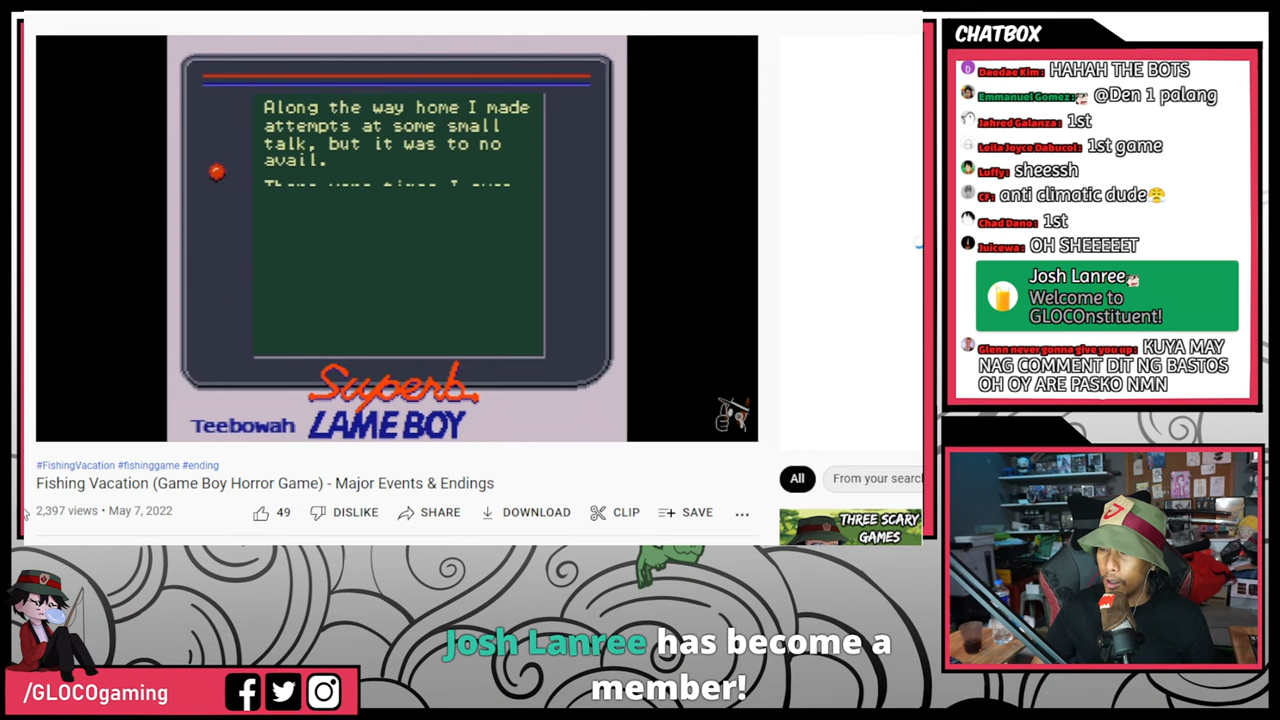 Along the way home I made
attempts at some small
talk, but it was to no
avail.
There were times I even
Superb
Teebowah LAME BOY
#FishingVacation #fishinggame #ending
Fishing Vacation (Game Boy Horror Game) - Major Events & Endings
2,397 views • May 7, 2022
49
DISLIKE
SHARE
DOWNLOAD
CLIP
SAVE
All
From your searc
THREE SCARY
GAMES
CHATBOX
Daedae Kim: HAHAH THE BOTS
Emmanuel Gomez: @Den 1 palang
Jahred Galanza: 1st
Leila Joyce Dabucol: 1st game
Luffy: sheessh
CF: anti climatic dude😤
Chad Dano: 1st
Juicewa: OH SHEEEEET
Josh Lanree
Welcome to
GLOCOnstituent!
Glenn never gonna give you up: KUYA MAY
NAG COMMENT DIT NG BASTOS
OH OY ARE PASKO NMN
Josh Lanree has become a
member!
/GLOCOgaming